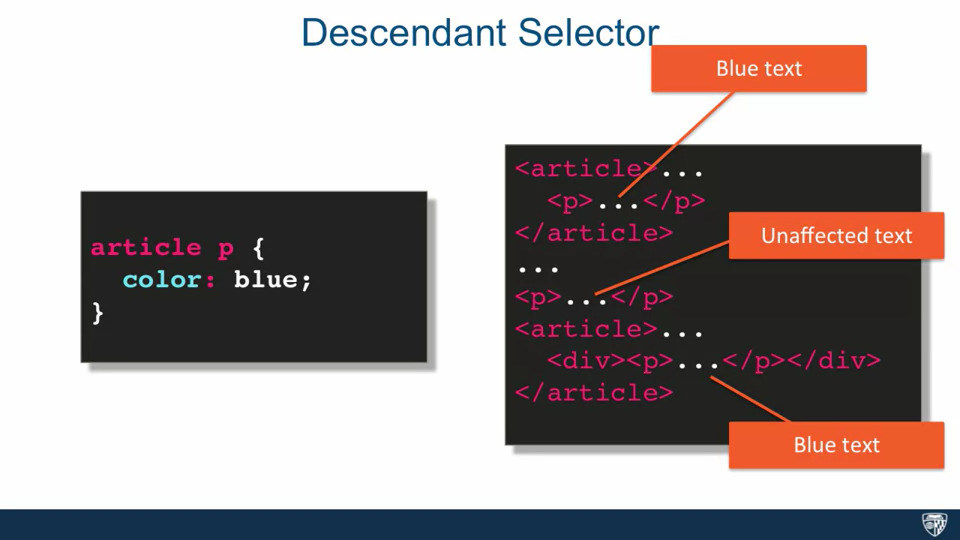 Descendant Selector
Blue text
article p {
  color: blue;
}
<article>...
  <p>...</p>
</article>
...
<p>...</p>
<article>...
  <div><p>...</p></div>
</article>
Unaffected text
Blue text